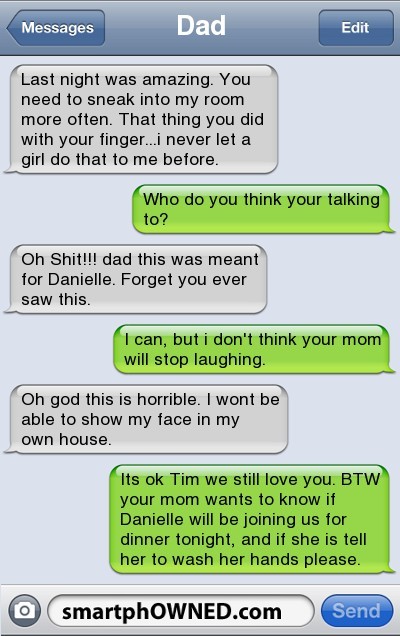 Messages
Dad
Edit
Last night was amazing. You
need to sneak into my room
more often. That thing you did
with your finger...i never let a
girl do that to me before.
Who do you think your talking
to?
Oh Shit!!! dad this was meant
for Danielle. Forget you ever
saw this.
I can, but i don't think your mom
will stop laughing.
Oh god this is horrible. I wont be
able to show my face in my
own house.
Its ok Tim we still love you. BTW
your mom wants to know if
Danielle will be joining us for
dinner tonight, and if she is tell
her to wash her hands please.
smartphOWNED.com
Send